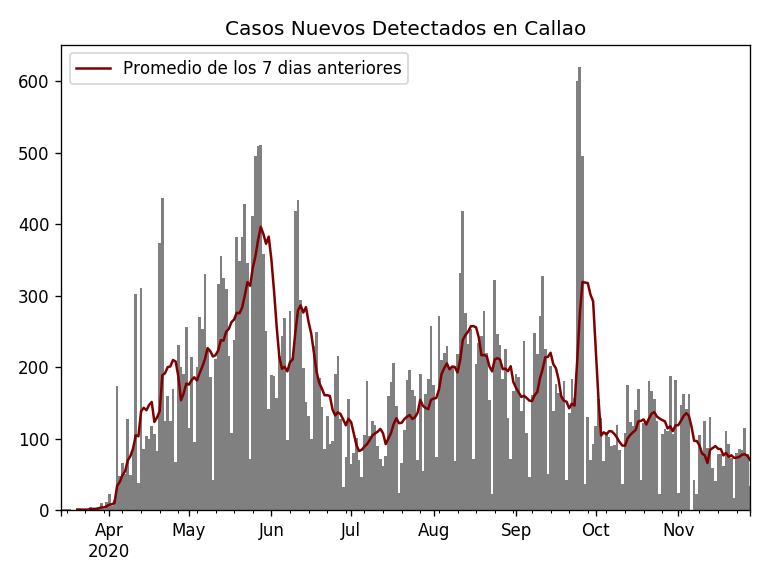 Casos Nuevos Detectados en Callao
Promedio de los 7 dias anteriores
600
500
400
300
200
100
0
Apr May Jun Jul Aug Sep Oct Nov
2020